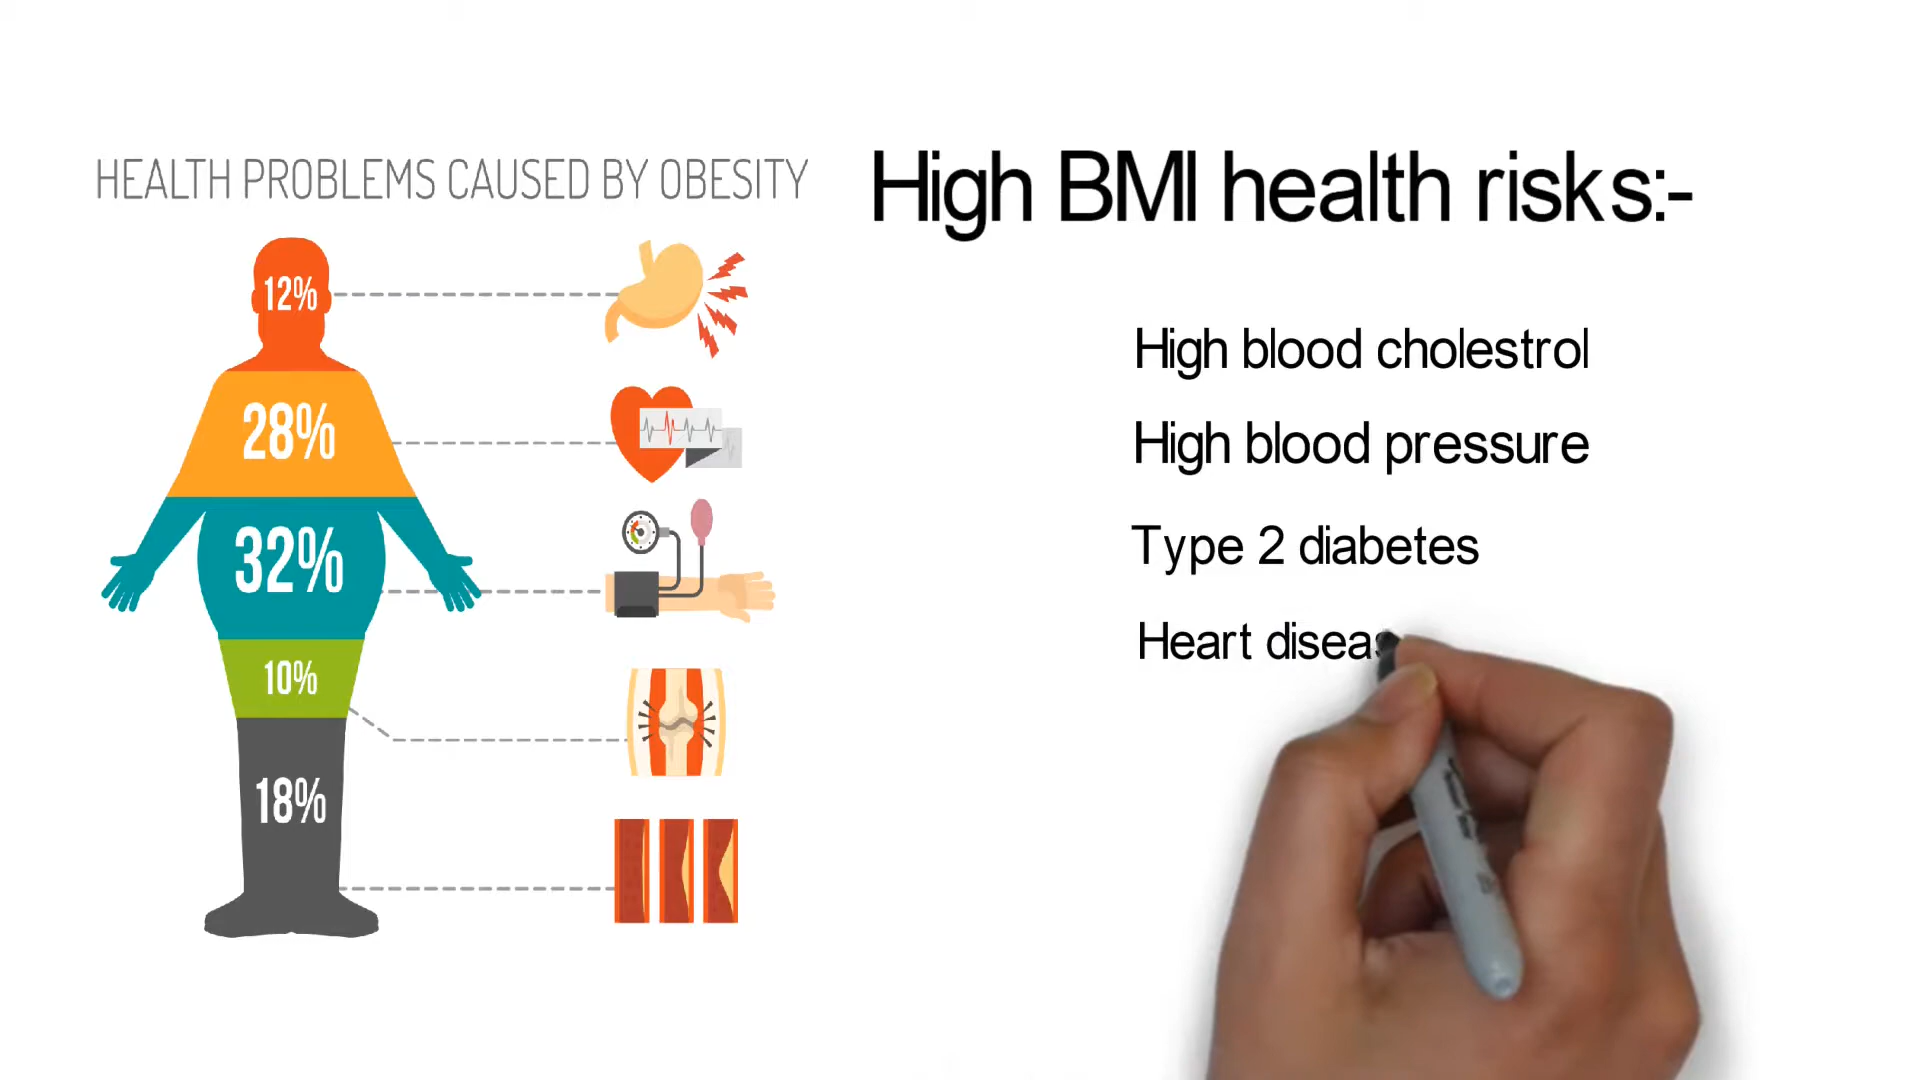 HEALTH PROBLEMS CAUSED BY OBESITY
12%
28%
32%
10%
18%
High BMI health risks:-
High blood cholestrol
High blood pressure
Type 2 diabetes
Heart diseas